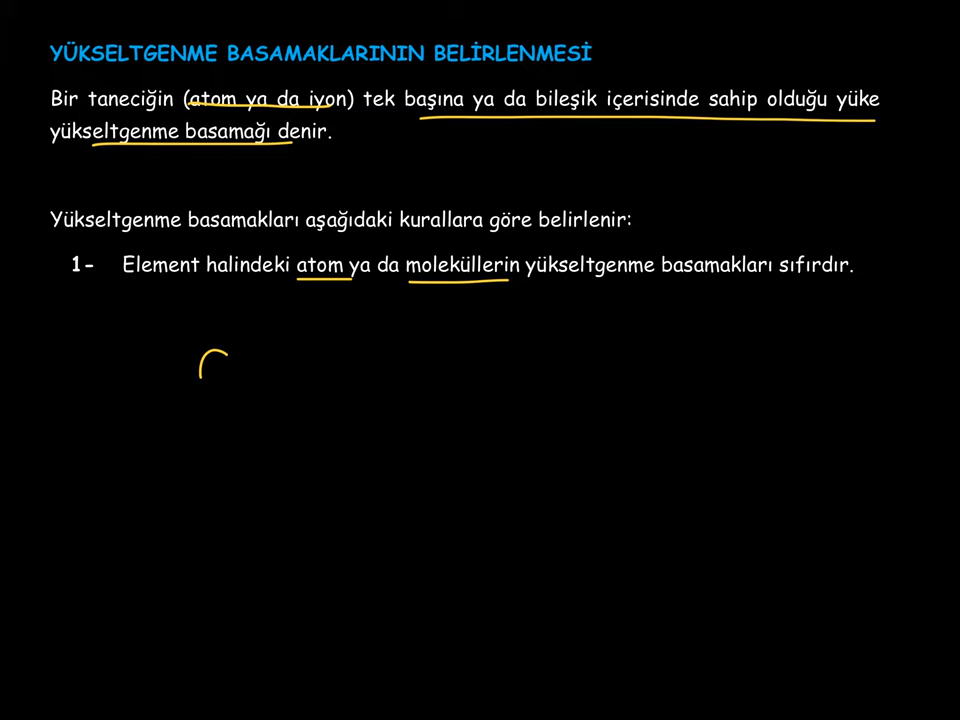 YÜKSELTGENME BASAMAKLARININ BELİRLENMESİ
Bir taneciğin (atom ya da iyon) tek başına ya da bileşik içerisinde sahip olduğu yüke
yükseltgenme basamağı denir.
Yükseltgenme basamakları aşağıdaki kurallara göre belirlenir:
1- Element halindeki atom ya da moleküllerin yükseltgenme basamakları sıfırdır.